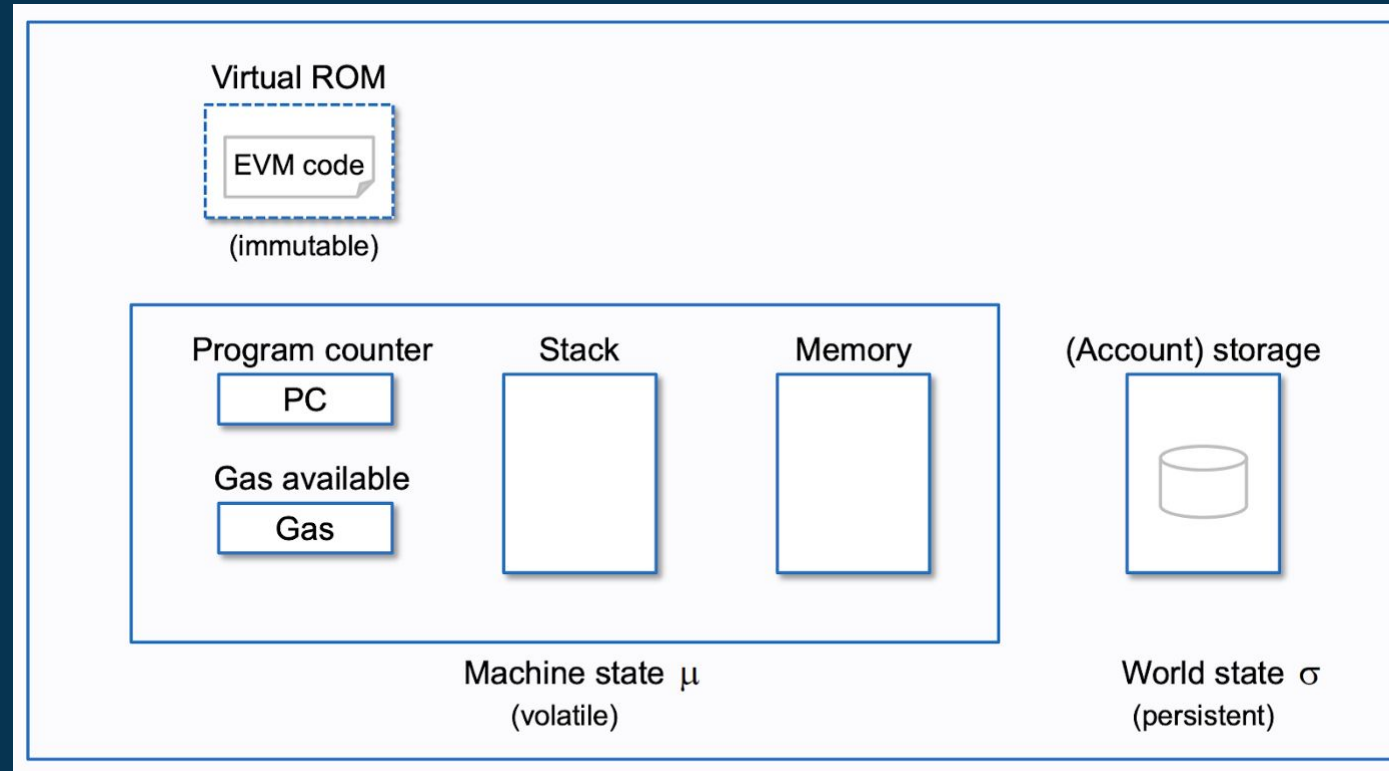 Virtual ROM
EVM code
(immutable)
Program counter
PC
Gas available
Gas
Stack
Memory
(Account) storage
Machine state μ
(volatile)
World state σ
(persistent)